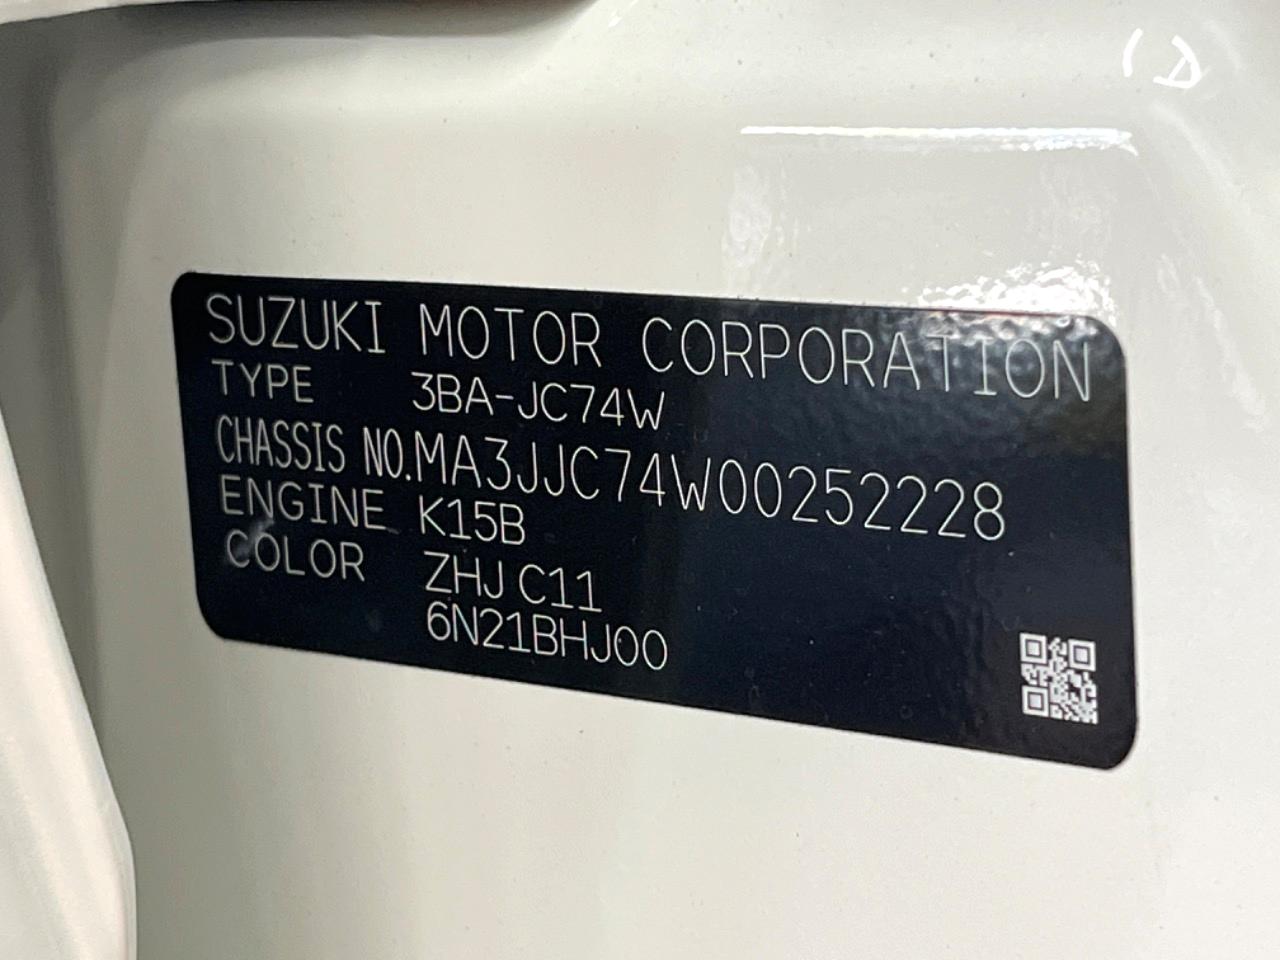 SUZUKI MOTOR CORPORATION
TYPE 3BA-JC74W
CHASSIS NO. MA3JJC74W00252228
ENGINE K15B
COLOR ZHJ C11
6N21BHJ00